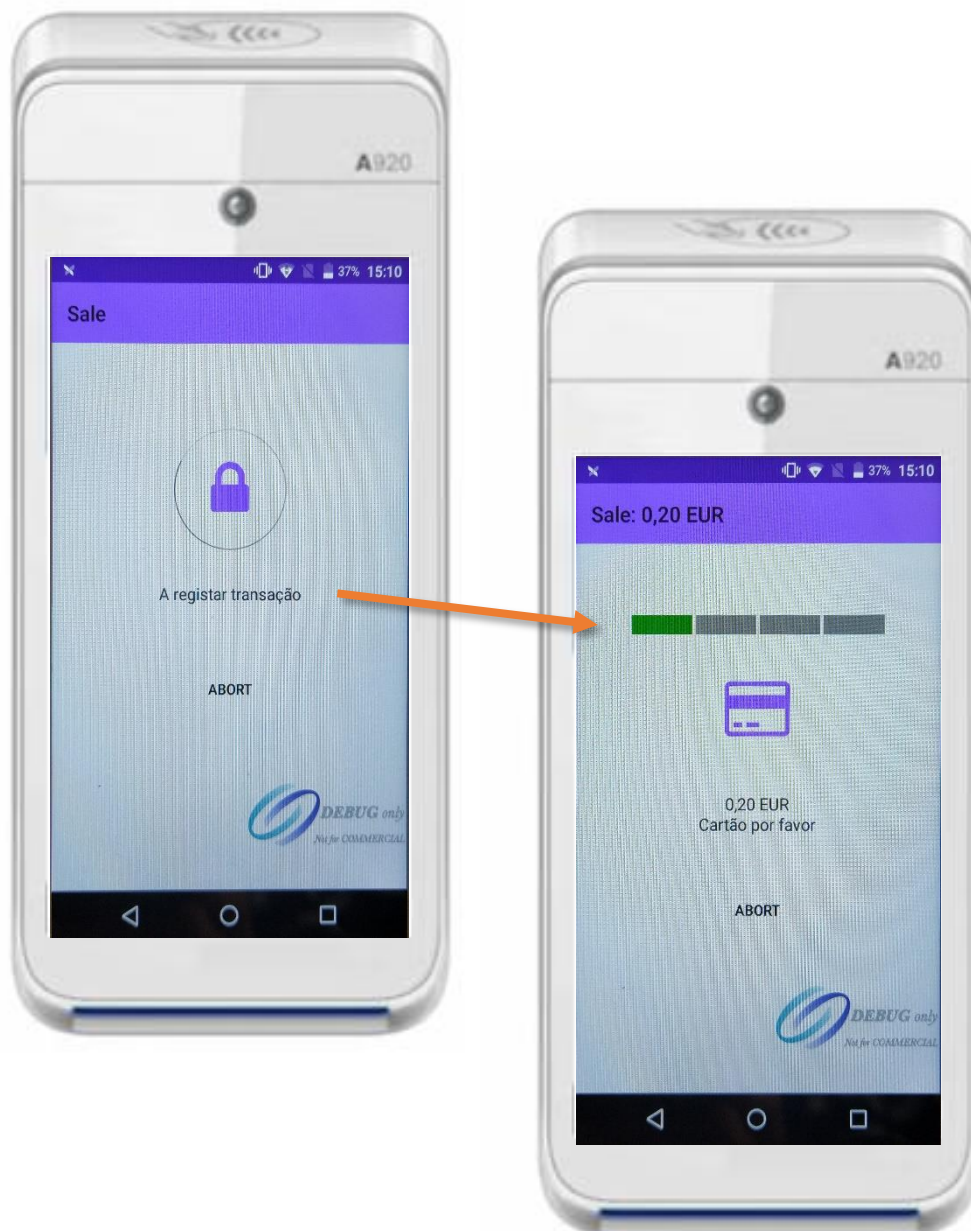 A920
37% 15:10
Sale
A registar transação
ABORT
DEBUG only
Not for COMMERCIAL
A920
37% 15:10
Sale: 0,20 EUR
0,20 EUR
Cartão por favor
ABORT
DEBUG only
Not for COMMERCIAL